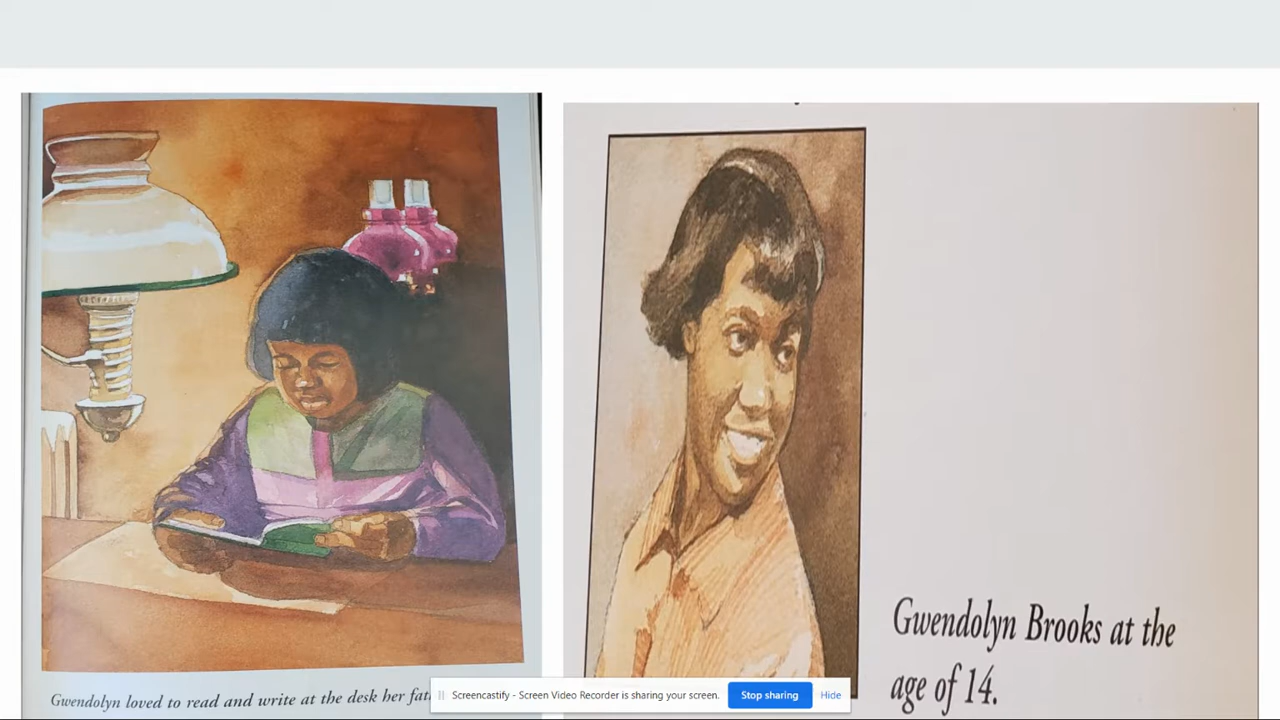 Gwendolyn loved to read and write at the desk her
Gwendolyn Brooks at the
age of 14.
Screencastify - Screen Video Recorder is sharing your screen.
Stop sharing
Hide